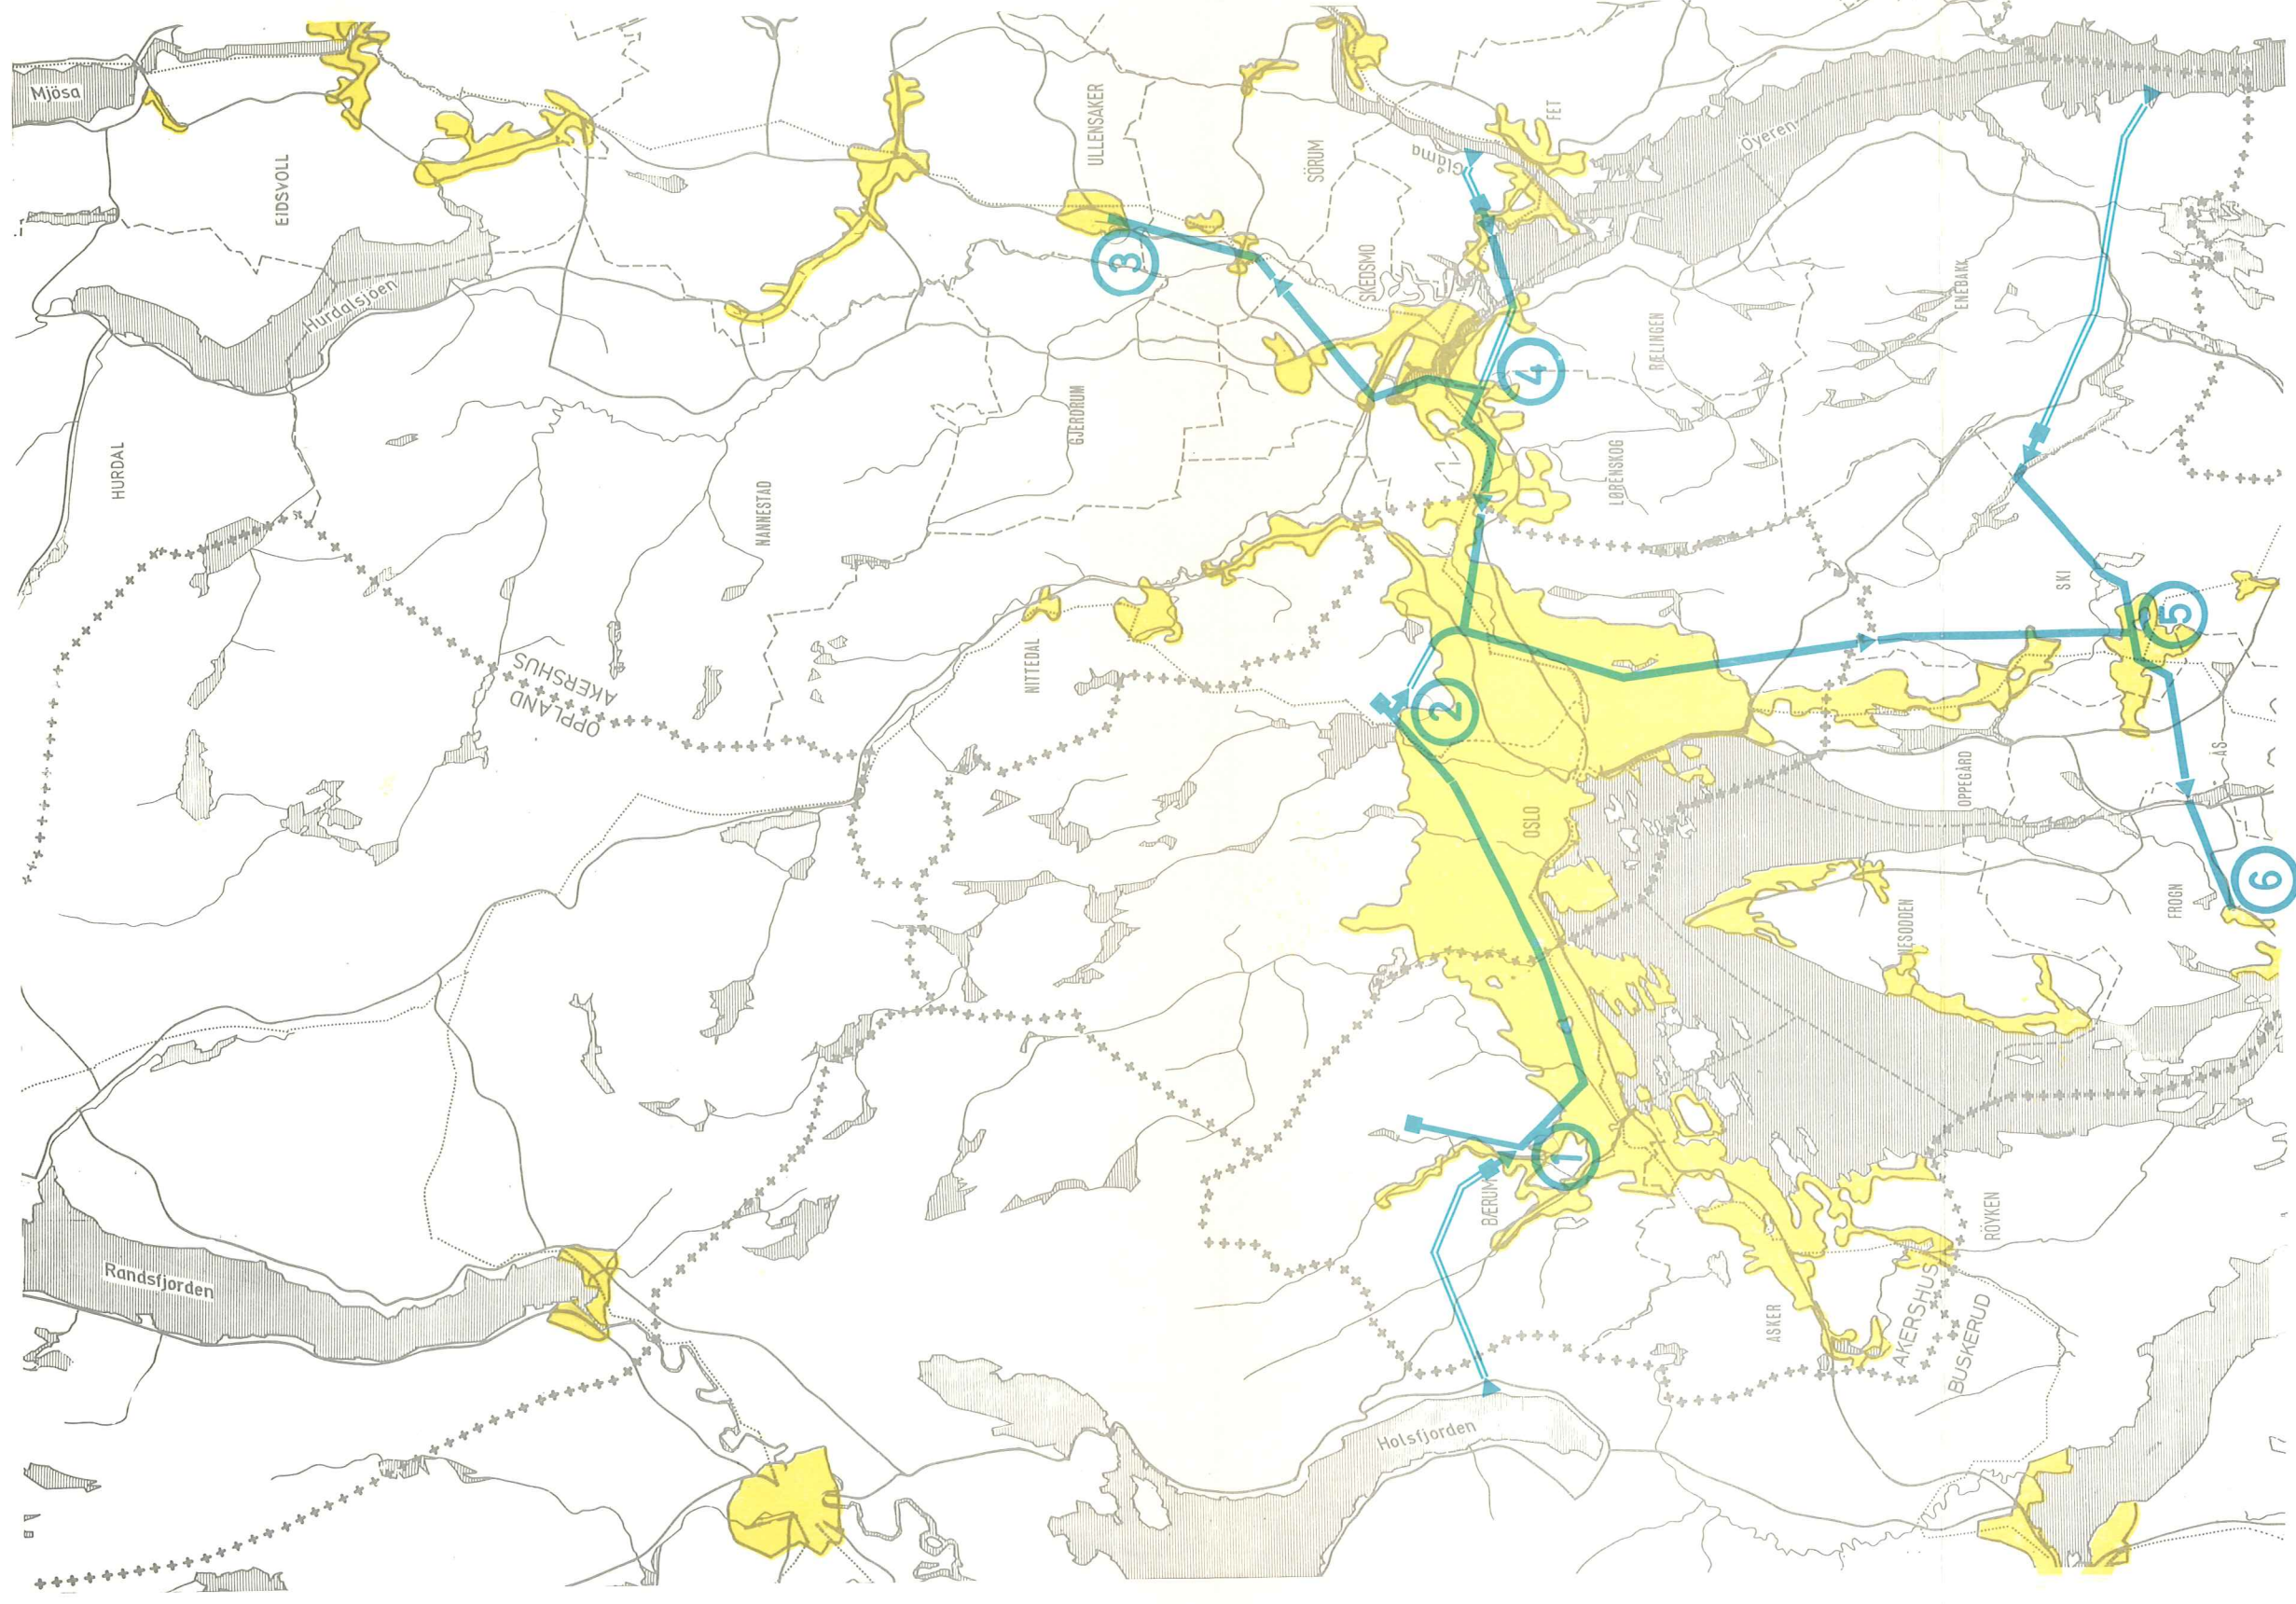 Mjösa
EIDSVOLL
HURDAL
Hurdalsjöen
ULLENSAKER
SÖRUM
FET
Glåma
Öyeren
3
SKEDSMO
4
RÆLINGEN
ENEBAKK
GJERDRUM
NANNESTAD
LØRENSKOG
SKI
5
NITTEDAL
OPPLAND
AKERSHUS
2
OSLO
OPPEGÅRD
ÅS
6
FROGN
NESODDEN
1
BÆRUM
RÖYKEN
Randsfjorden
ASKER
AKERSHUS
BUSKERUD
Holsfjorden